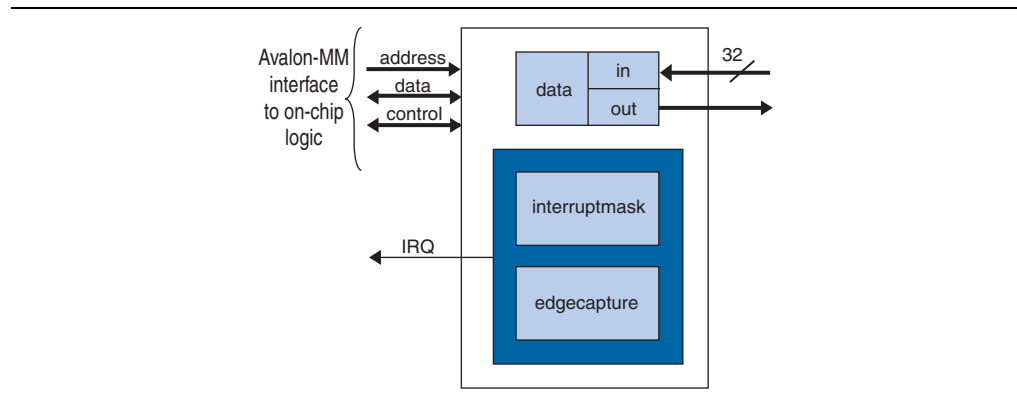 Avalon-MM
interface
to on-chip
logic
address
data
control
data
in
out
32
interruptmask
IRQ
edgecapture